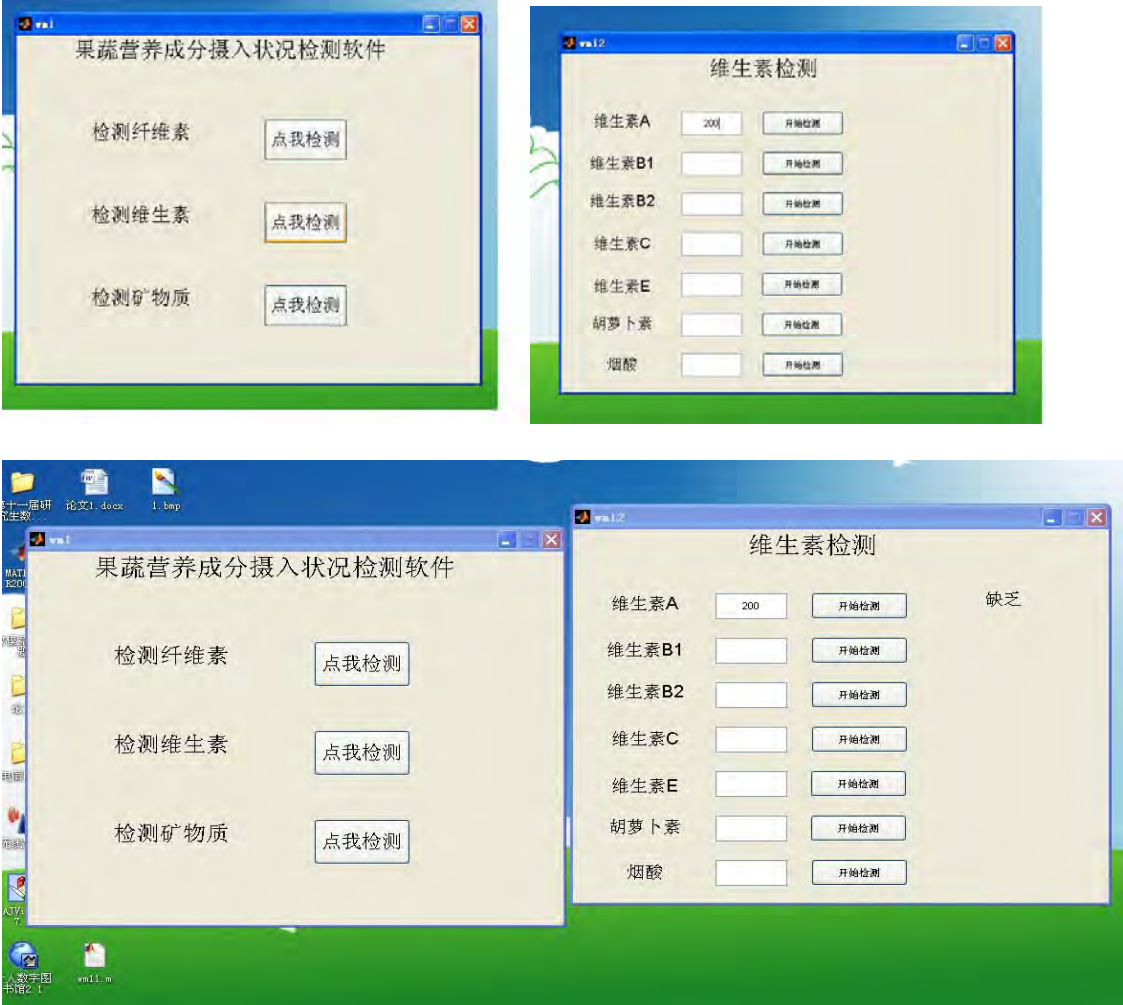 wm1
果蔬营养成分摄入状况检测软件
检测纤维素 点我检测
检测维生素 点我检测
检测矿物质 点我检测
wm12
维生素检测
维生素A 200 开始检测
维生素B1 开始检测
维生素B2 开始检测
维生素C 开始检测
维生素E 开始检测
胡萝卜素 开始检测
烟酸 开始检测
论文1.docx
1.bmp
wm1
果蔬营养成分摄入状况检测软件
检测纤维素 点我检测
检测维生素 点我检测
检测矿物质 点我检测
wm11.m
wm12
维生素检测
维生素A 200 开始检测 缺乏
维生素B1 开始检测
维生素B2 开始检测
维生素C 开始检测
维生素E 开始检测
胡萝卜素 开始检测
烟酸 开始检测